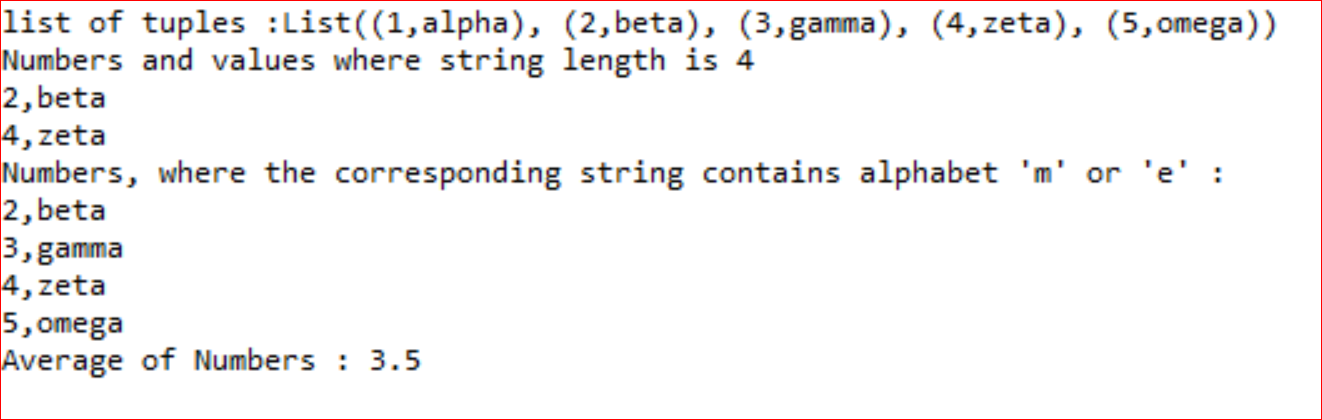 list of tuples :List((1,alpha), (2,beta), (3,gamma), (4,zeta), (5,omega))
Numbers and values where string length is 4
2,beta
4,zeta
Numbers, where the corresponding string contains alphabet 'm' or 'e' :
2,beta
3,gamma
4,zeta
5,omega
Average of Numbers : 3.5